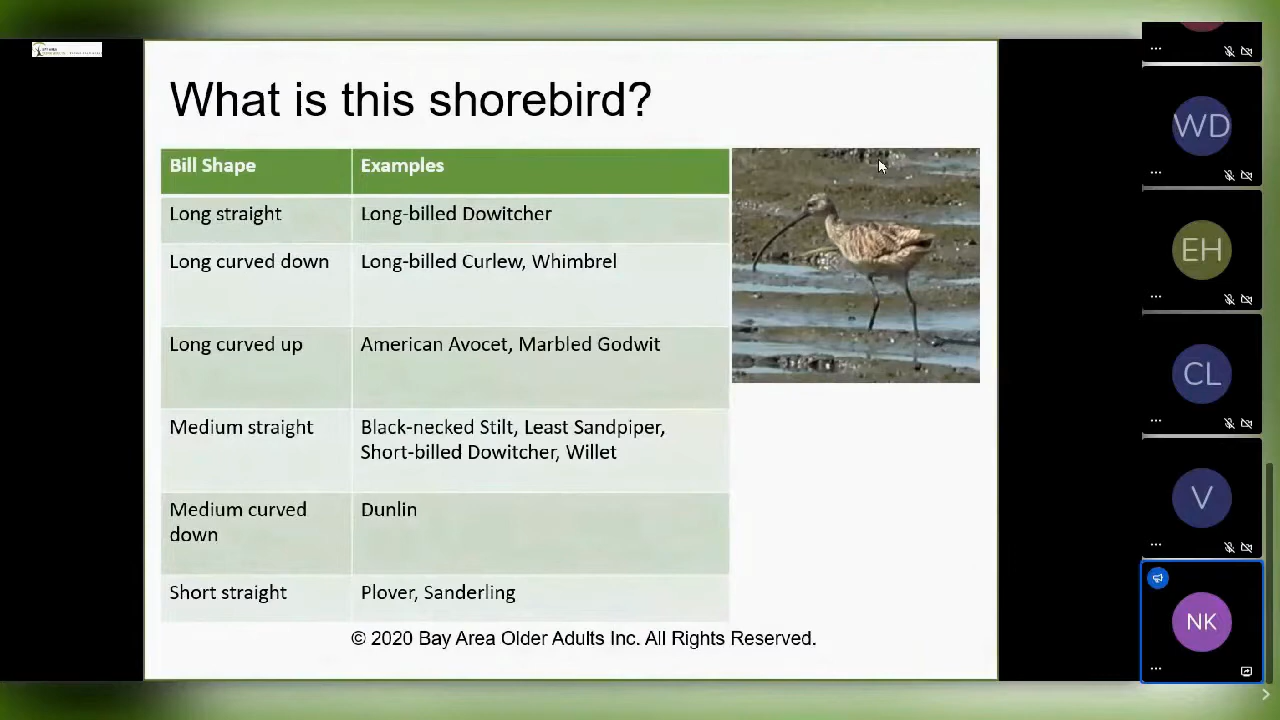 What is this shorebird?
Bill Shape Examples
Long straight Long-billed Dowitcher
Long curved down Long-billed Curlew, Whimbrel
Long curved up American Avocet, Marbled Godwit
Medium straight Black-necked Stilt, Least Sandpiper,
Short-billed Dowitcher, Willet
Medium curved Dunlin
down
Short straight Plover, Sanderling
© 2020 Bay Area Older Adults Inc. All Rights Reserved.
WD
EH
CL
V
NK